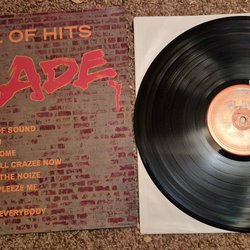 L OF HITS
ADE
OF SOUND
OME
ALL CRAZEE NOW
THE NOIZE
PLEEZE ME
EVERYBODY